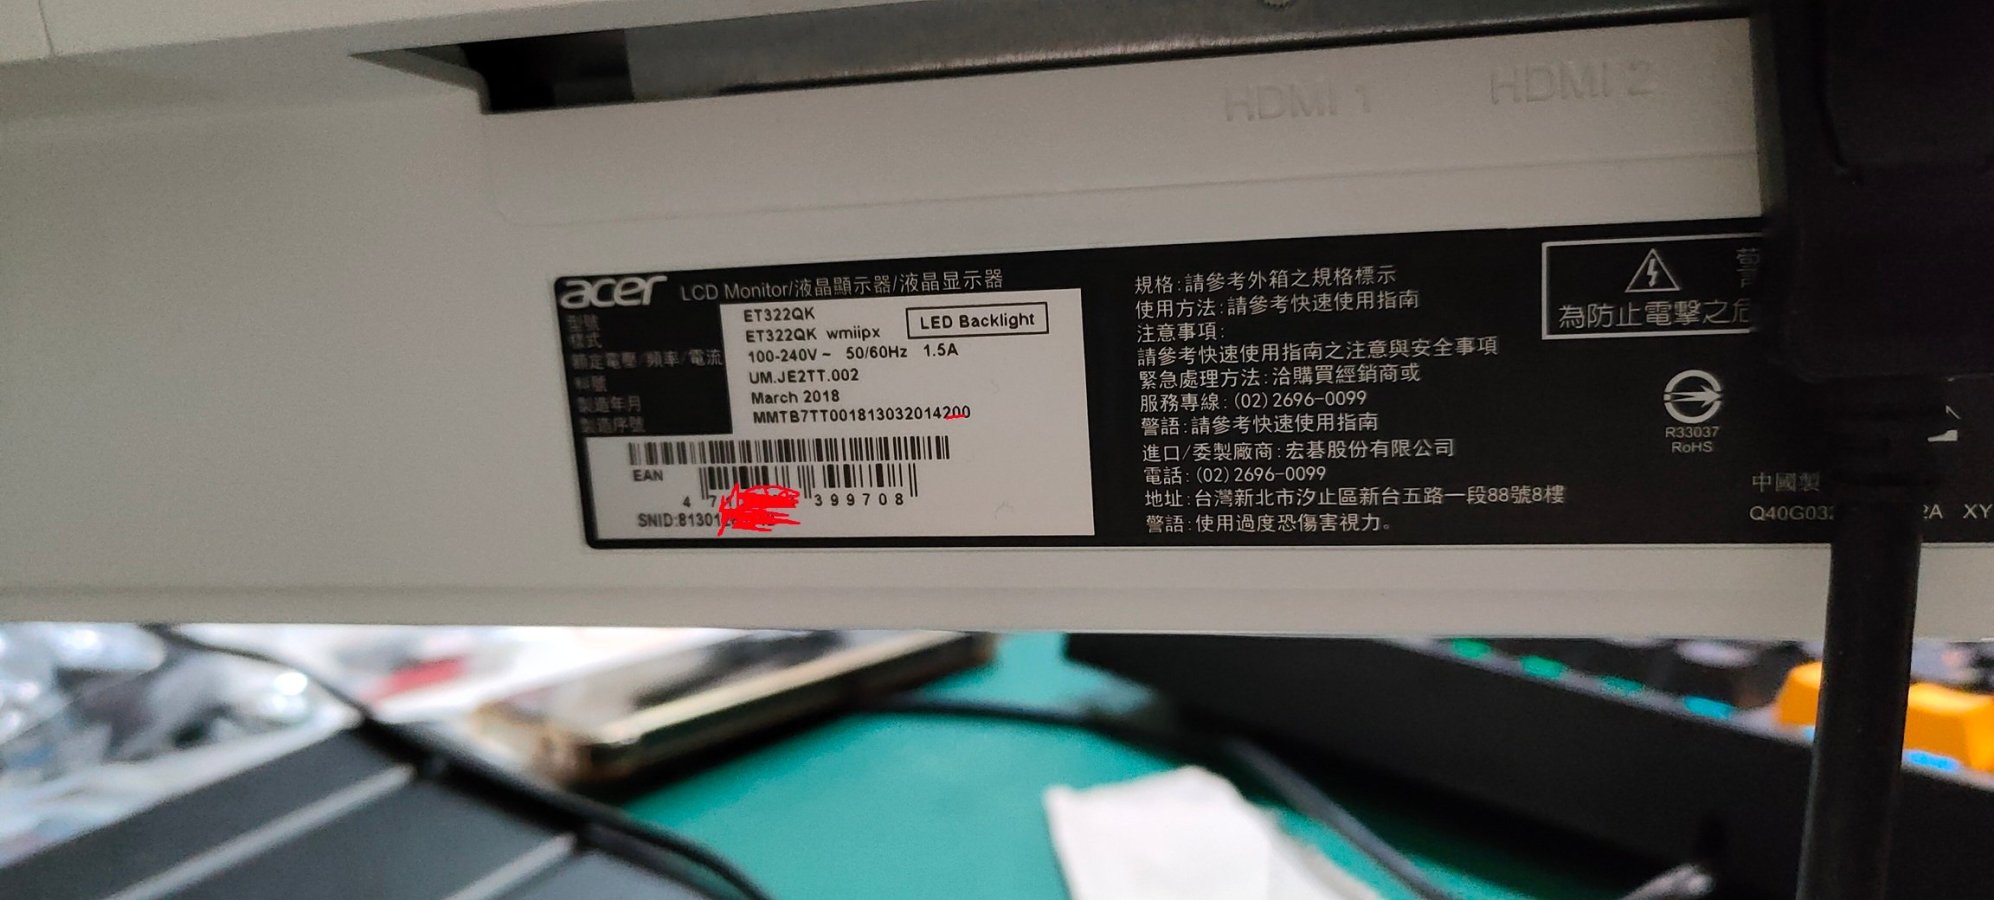 HDMI 1
HDMI 2
acer LCD Monitor/液晶顯示器/液晶显示器
型號 ET322QK
樣式 ET322QK wmiipx
LED Backlight
額定電壓/頻率/電流 100-240V~ 50/60Hz 1.5A
料號 UM.JE2TT.002
製造年月 March 2018
製造序號 MMTB7TT001813032014200
EAN
4 7 399708
SNID:81301
規格:請參考外箱之規格標示
使用方法:請參考快速使用指南
注意事項:
請參考快速使用指南之注意與安全事項
緊急處理方法:洽購買經銷商或
服務專線:(02)2696-0099
警語:請參考快速使用指南
進口/委製廠商:宏碁股份有限公司
電話:(02)2696-0099
地址:台灣新北市汐止區新台五路一段88號8樓
警語:使用過度恐傷害視力。
為防止電擊之危
R33037
RoHS
中國製
Q40G03 2A XY